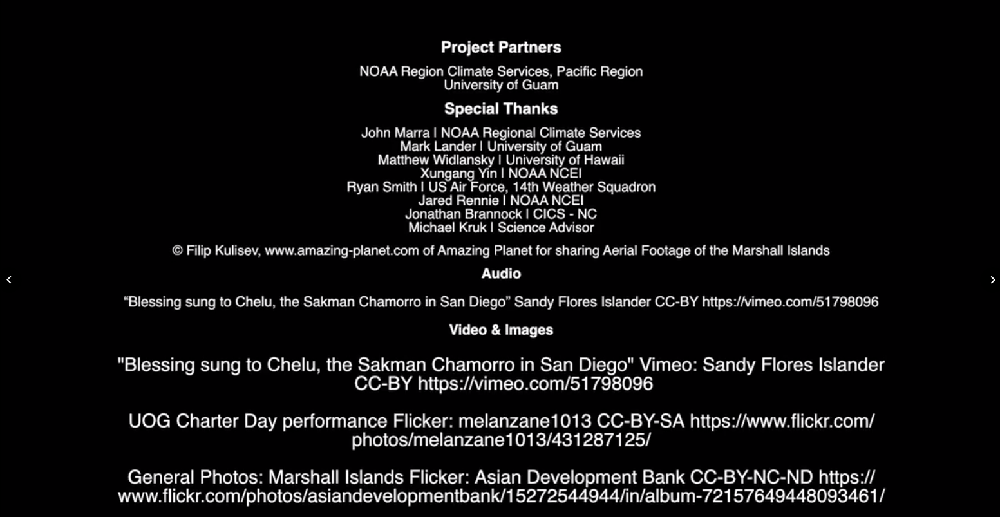 Project Partners
NOAA Region Climate Services, Pacific Region
University of Guam
Special Thanks
John Marra | NOAA Regional Climate Services
Mark Lander | University of Guam
Matthew Widlansky | University of Hawaii
Xungang Yin | NOAA NCEI
Ryan Smith | US Air Force, 14th Weather Squadron
Jared Rennie | NOAA NCEI
Jonathan Brannock | CICS - NC
Michael Kruk | Science Advisor
© Filip Kulisev, www.amazing-planet.com of Amazing Planet for sharing Aerial Footage of the Marshall Islands
Audio
“Blessing sung to Chelu, the Sakman Chamorro in San Diego” Sandy Flores Islander CC-BY https://vimeo.com/51798096
Video & Images
"Blessing sung to Chelu, the Sakman Chamorro in San Diego" Vimeo: Sandy Flores Islander
CC-BY https://vimeo.com/51798096
UOG Charter Day performance Flicker: melanzane1013 CC-BY-SA https://www.flickr.com/
photos/melanzane1013/431287125/
General Photos: Marshall Islands Flicker: Asian Development Bank CC-BY-NC-ND https://
www.flickr.com/photos/asiandevelopmentbank/15272544944/in/album-72157649448093461/